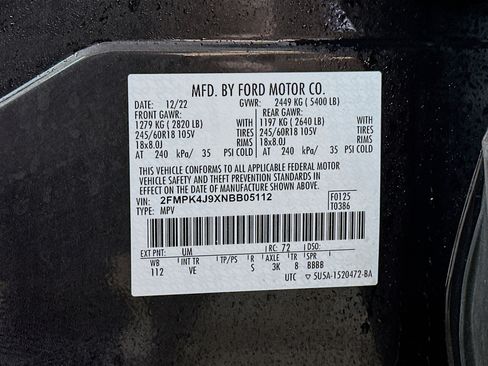 MFD. BY FORD MOTOR CO.
DATE: 12/22 GVWR: 2449 KG ( 5400 LB)
FRONT GAWR: REAR GAWR:
1279 KG ( 2820 LB) WITH 1197 KG ( 2640 LB) WITH
245/60R18 105V TIRES 245/60R18 105V TIRES
18x8.0J RIMS 18x8.0J RIMS
AT 240 kPa/ 35 PSI COLD AT 240 kPa/ 35 PSI COLD
THIS VEHICLE CONFORMS TO ALL APPLICABLE FEDERAL MOTOR
VEHICLE SAFETY AND THEFT PREVENTION STANDARDS IN EFFECT
ON THE DATE OF MANUFACTURE SHOWN ABOVE.
VIN: 2FMPK4J9XNBB05112 F0125
TYPE: MPV T0386
EXT PNT: UM RC: 72 DSO:
WB INT TR TP/PS R AXLE TR SPR
112 VE S 3K 8 BBBB
UTC ▽ SU5A-1520472-BA